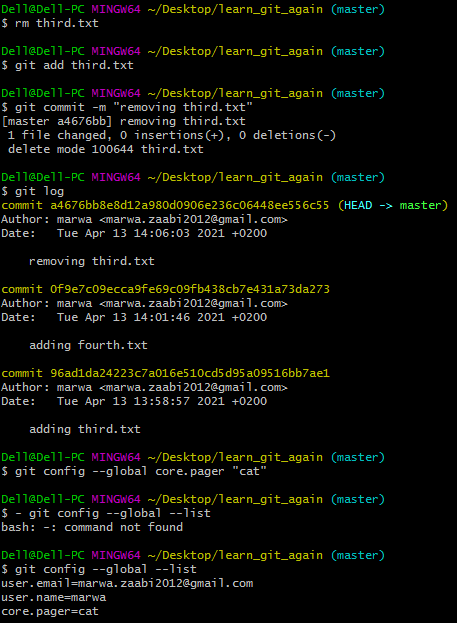 Dell@Dell-PC MINGW64 ~/Desktop/learn_git_again (master)
$ rm third.txt

Dell@Dell-PC MINGW64 ~/Desktop/learn_git_again (master)
$ git add third.txt

Dell@Dell-PC MINGW64 ~/Desktop/learn_git_again (master)
$ git commit -m "removing third.txt"
[master a4676bb] removing third.txt
 1 file changed, 0 insertions(+), 0 deletions(-)
 delete mode 100644 third.txt

Dell@Dell-PC MINGW64 ~/Desktop/learn_git_again (master)
$ git log
commit a4676bb8e8d12a980d0906e236c06448ee556c55 (HEAD -> master)
Author: marwa <marwa.zaabi2012@gmail.com>
Date:   Tue Apr 13 14:06:03 2021 +0200

    removing third.txt

commit 0f9e7c09ecca9fe69c09fb438cb7e431a73da273
Author: marwa <marwa.zaabi2012@gmail.com>
Date:   Tue Apr 13 14:01:46 2021 +0200

    adding fourth.txt

commit 96ad1da24223c7a016e510cd5d95a09516bb7ae1
Author: marwa <marwa.zaabi2012@gmail.com>
Date:   Tue Apr 13 13:58:57 2021 +0200

    adding third.txt

Dell@Dell-PC MINGW64 ~/Desktop/learn_git_again (master)
$ git config --global core.pager "cat"

Dell@Dell-PC MINGW64 ~/Desktop/learn_git_again (master)
$ - git config --global --list
bash: -: command not found

Dell@Dell-PC MINGW64 ~/Desktop/learn_git_again (master)
$ git config --global --list
user.email=marwa.zaabi2012@gmail.com
user.name=marwa
core.pager=cat